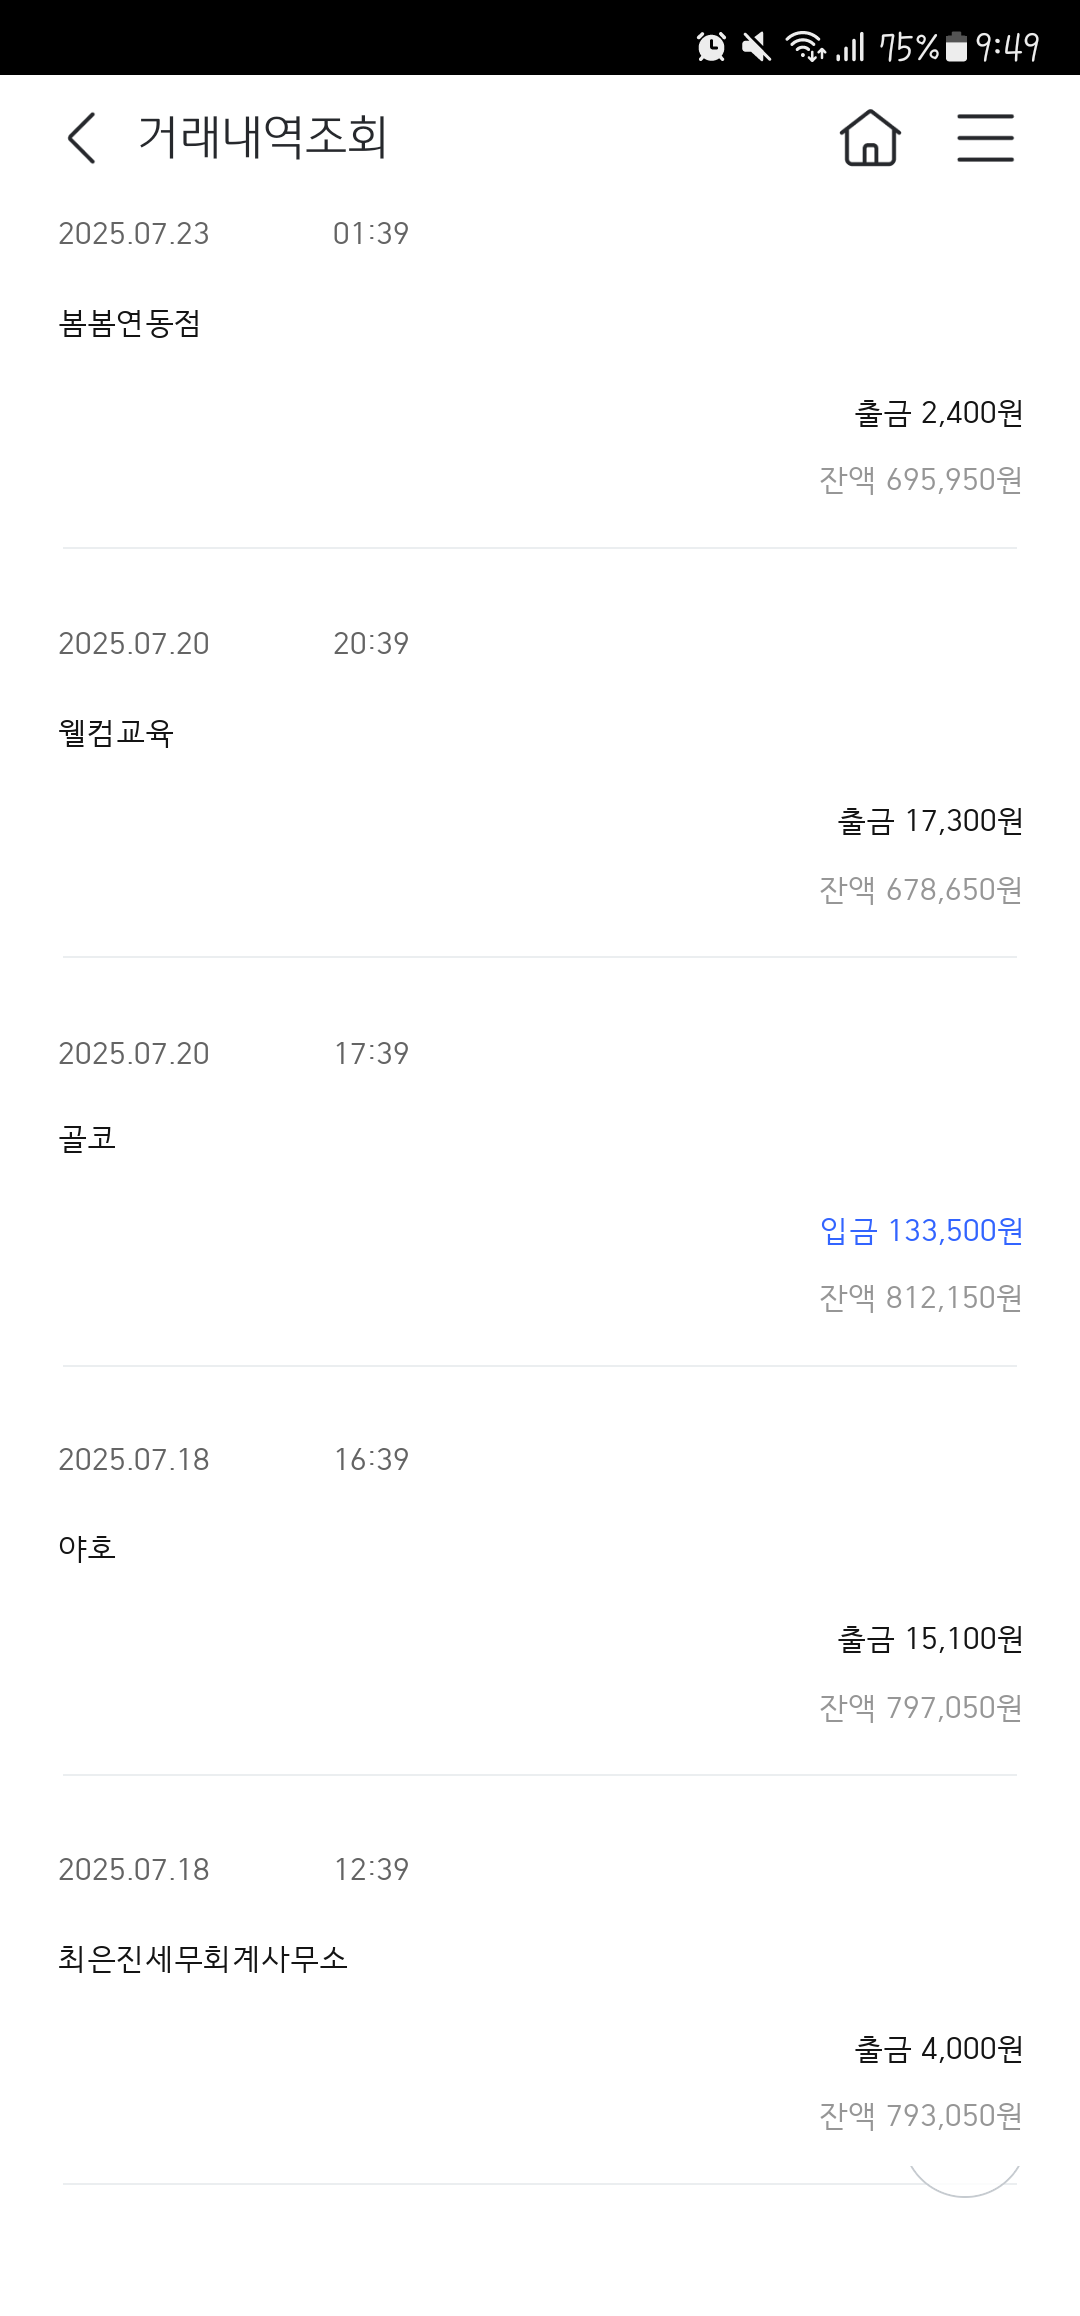 75% 9:49
거래내역조회
2025.07.23 01:39
봄봄연동점
출금 2,400원
잔액 695,950원
2025.07.20 20:39
웰컴교육
출금 17,300원
잔액 678,650원
2025.07.20 17:39
골코
입금 133,500원
잔액 812,150원
2025.07.18 16:39
야호
출금 15,100원
잔액 797,050원
2025.07.18 12:39
최은진세무회계사무소
출금 4,000원
잔액 793,050원